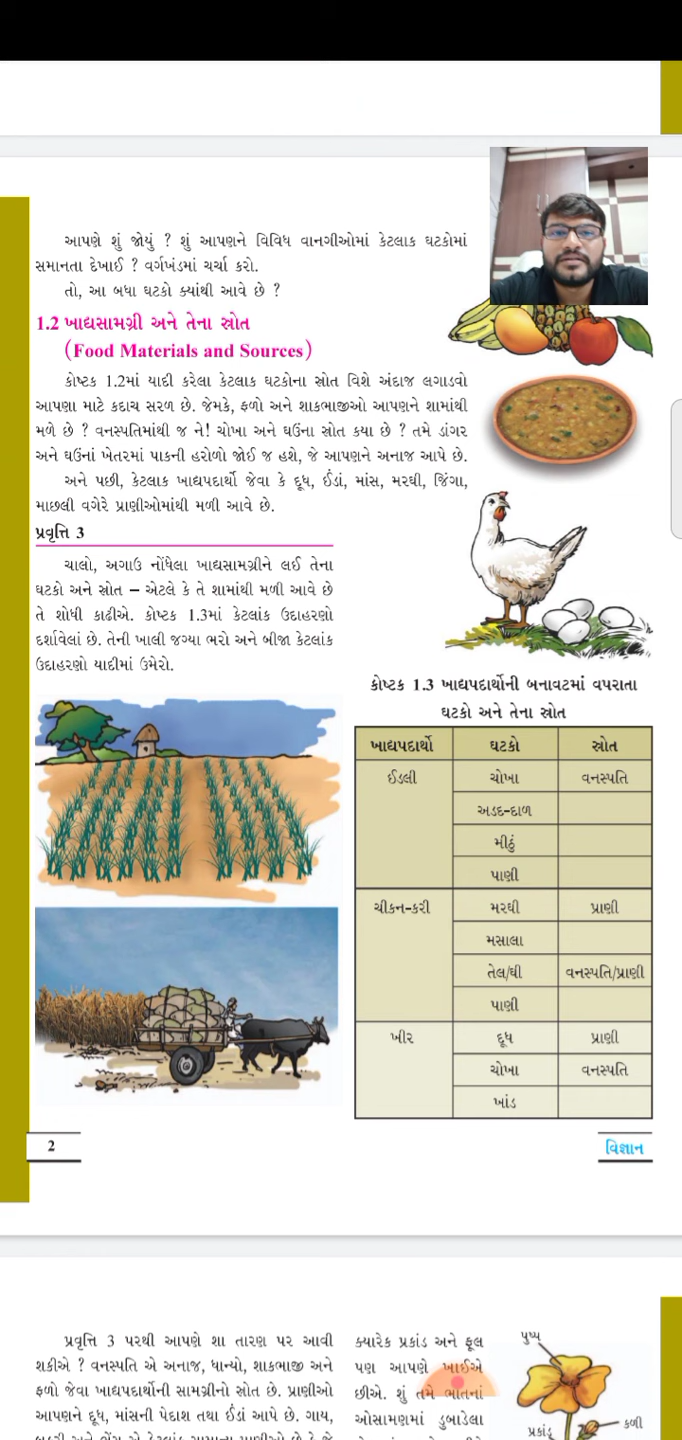 આપણે શું જોયું ? શું આપણને વિવિધ વાનગીઓમાં કેટલાક ઘટકોમાં
સમાનતા દેખાઈ ? વર્ગખંડમાં ચર્ચા કરો.
તો, આ બધા ઘટકો ક્યાંથી આવે છે ?
1.2 ખાદ્યસામગ્રી અને તેના સ્રોત
(Food Materials and Sources)
કોષ્ટક 1.2માં યાદી કરેલા કેટલાક ઘટકોના સ્રોત વિશે અંદાજ લગાડવો
આપણા માટે કદાચ સરળ છે. જેમકે, ફળો અને શાકભાજીઓ આપણને શામાંથી
મળે છે ? વનસ્પતિમાંથી જ ને! ચોખા અને ઘઉંના સ્રોત કયા છે ? તમે ડાંગર
અને ઘઉંનાં ખેતરમાં પાકની હરોળો જોઈ જ હશે, જે આપણને અનાજ આપે છે.
અને પછી, કેટલાક ખાદ્યપદાર્થો જેવા કે દૂધ, ઈંડાં, માંસ, મરઘી, જિંગા,
માછલી વગેરે પ્રાણીઓમાંથી મળી આવે છે.
પ્રવૃત્તિ 3
ચાલો, અગાઉ નોંધેલા ખાદ્યસામગ્રીને લઈ તેના
ઘટકો અને સ્રોત – એટલે કે તે શામાંથી મળી આવે છે
તે શોધી કાઢીએ. કોષ્ટક 1.3માં કેટલાંક ઉદાહરણો
દર્શાવેલાં છે. તેની ખાલી જગ્યા ભરો અને બીજા કેટલાંક
ઉદાહરણો યાદીમાં ઉમેરો.
કોષ્ટક 1.3 ખાદ્યપદાર્થોની બનાવટમાં વપરાતા
ઘટકો અને તેના સ્રોત
ખાદ્યપદાર્થો ઘટકો સ્રોત
ઈડલી ચોખા વનસ્પતિ
અડદ-દાળ
મીઠું
પાણી
ચીકન-કરી મરઘી પ્રાણી
મસાલા
તેલ/ઘી વનસ્પતિ/પ્રાણી
પાણી
ખીર દૂધ પ્રાણી
ચોખા વનસ્પતિ
ખાંડ
2
વિજ્ઞાન
પ્રવૃત્તિ 3 પરથી આપણે શા તારણ પર આવી
શકીએ ? વનસ્પતિ એ અનાજ, ધાન્યો, શાકભાજી અને
ફળો જેવા ખાદ્યપદાર્થોની સામગ્રીનો સ્રોત છે. પ્રાણીઓ
આપણને દૂધ, માંસની પેદાશ તથા ઈંડાં આપે છે. ગાય,
ક્યારેક પ્રકાંડ અને ફૂલ
પણ આપણે ખાઈએ
છીએ. શું તમે ભાતનાં
ઓસામણમાં ડુબાડેલા
પુષ્પ
કળી
પ્રકાંડ